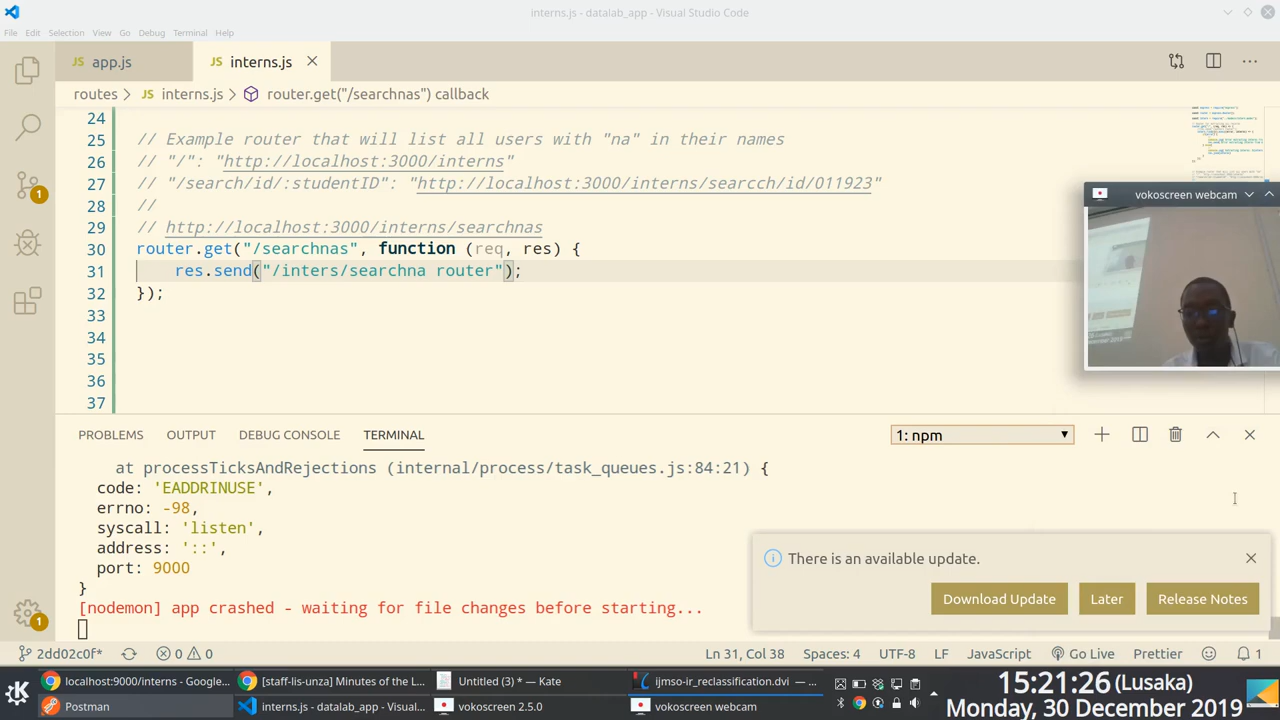 interns.js - datalab_app - Visual Studio Code
File Edit Selection View Go Debug Terminal Help
JS app.js JS interns.js
routes > JS interns.js > router.get("/searchnas") callback
24
25 // Example router than will list all interns with "na" in their names
26 // "/": "http://localhost:3000/interns"
27 // "/search/id/:studentID": "http://localhost:3000/interns/searcch/id/011923"
28 //
29 // http://localhost:3000/interns/searchnas
30 router.get("/searchnas", function (req, res) {
31 res.send("/inters/searchna router");
32 });
33
34
35
36
37
vokoscreen webcam
PROBLEMS OUTPUT DEBUG CONSOLE TERMINAL 1: npm
at processTicksAndRejections (internal/process/task_queues.js:84:21) {
code: 'EADDRINUSE',
errno: -98,
syscall: 'listen',
address: '::',
port: 9000
}
[nodemon] app crashed - waiting for file changes before starting...
There is an available update.
Download Update Later Release Notes
1
1
2dd02c0f* 0 0 Ln 31, Col 38 Spaces: 4 UTF-8 LF JavaScript Go Live Prettier 1
localhost:9000/interns - Google... [staff-lis-unza] Minutes of the L... Untitled (3) * — Kate ijmso-ir_reclassification.dvi — ...
Postman interns.js - datalab_app - Visual... vokoscreen 2.5.0 vokoscreen webcam
15:21:26 (Lusaka)
Monday, 30 December 2019